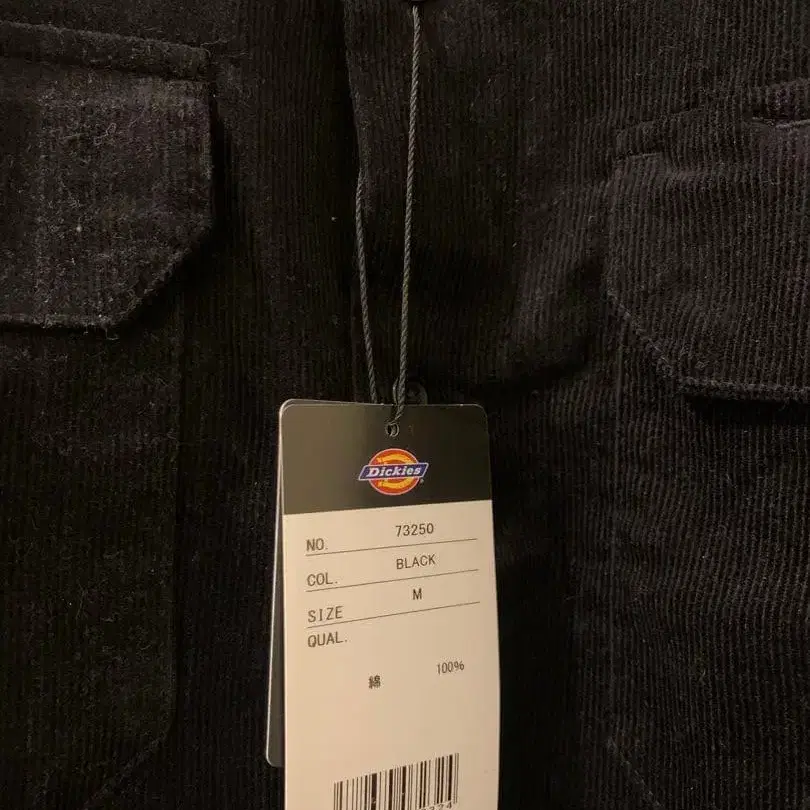 Dickies
NO. 73250
COL. BLACK
SIZE M
QUAL.
綿 100%